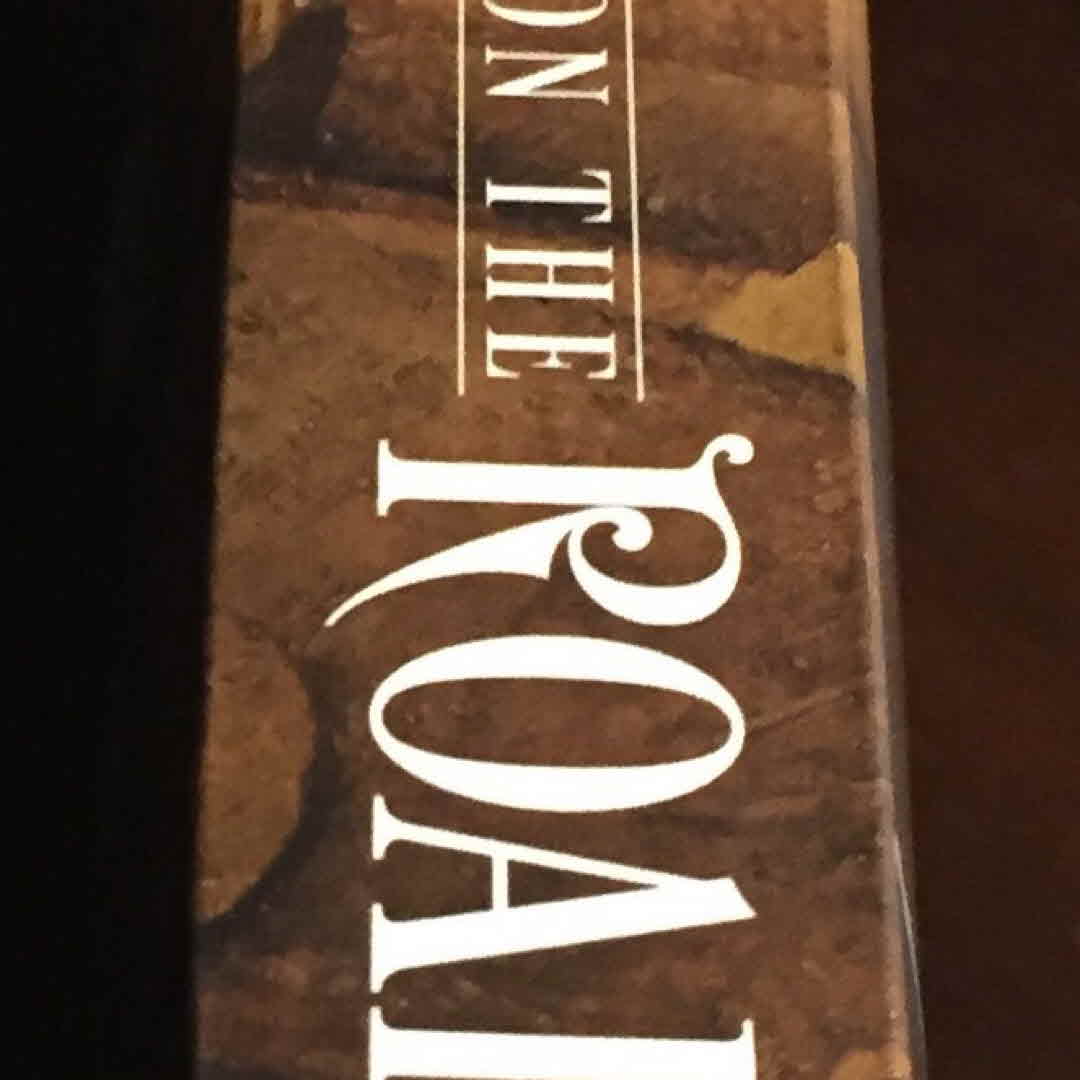 ON THE
ROA